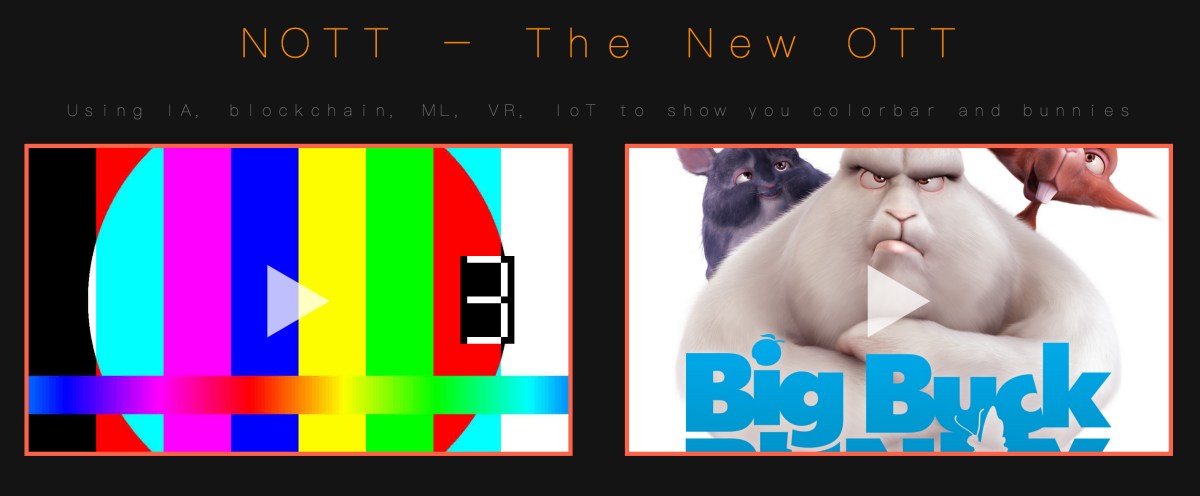 NOTT — The New OTT
Using IA, blockchain, ML, VR, IoT to show you colorbar and bunnies
3
Big Buck